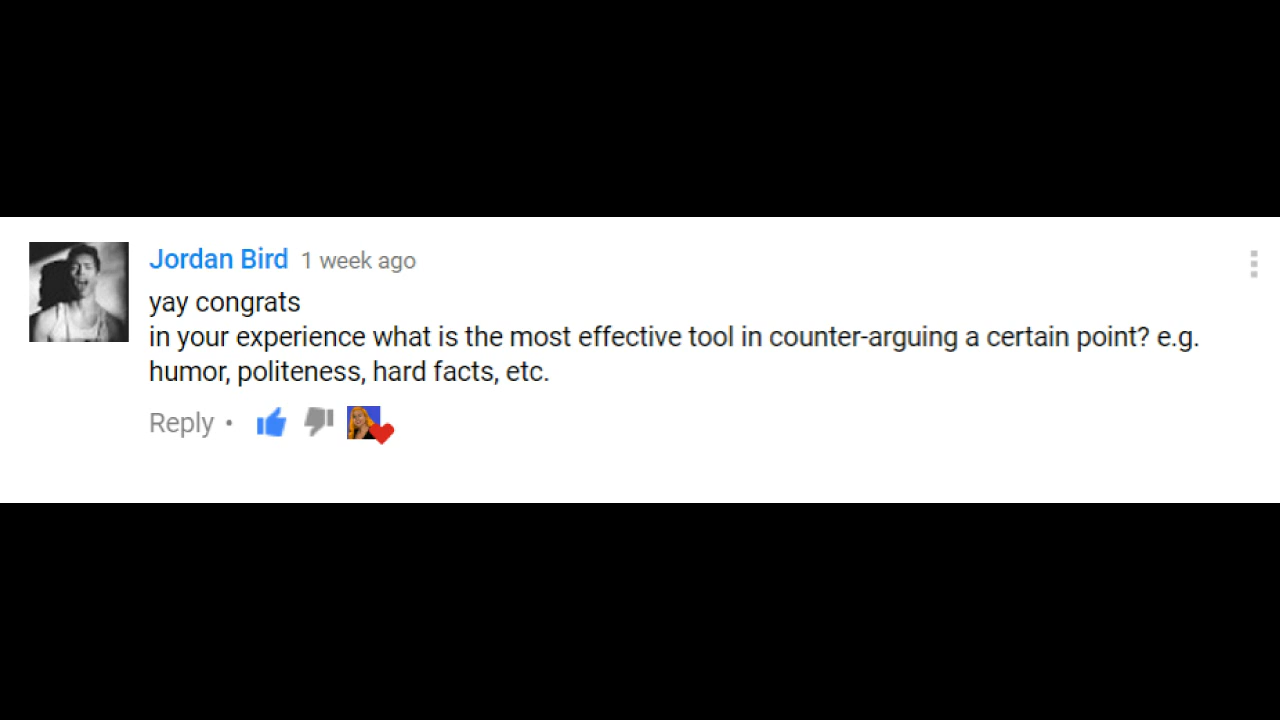 Jordan Bird 1 week ago
yay congrats
in your experience what is the most effective tool in counter-arguing a certain point? e.g.
humor, politeness, hard facts, etc.
Reply •